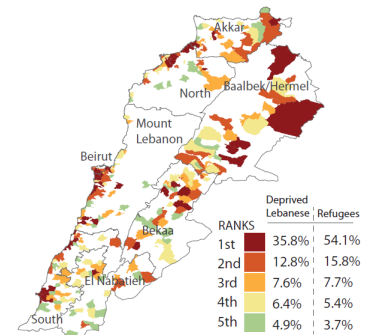 Akkar
North
Baalbek/Hermel
Mount
Lebanon
Beirut
Bekaa
El Nabatieh
South
RANKS
Deprived
Lebanese
Refugees
1st 35.8% 54.1%
2nd 12.8% 15.8%
3rd 7.6% 7.7%
4th 6.4% 5.4%
5th 4.9% 3.7%